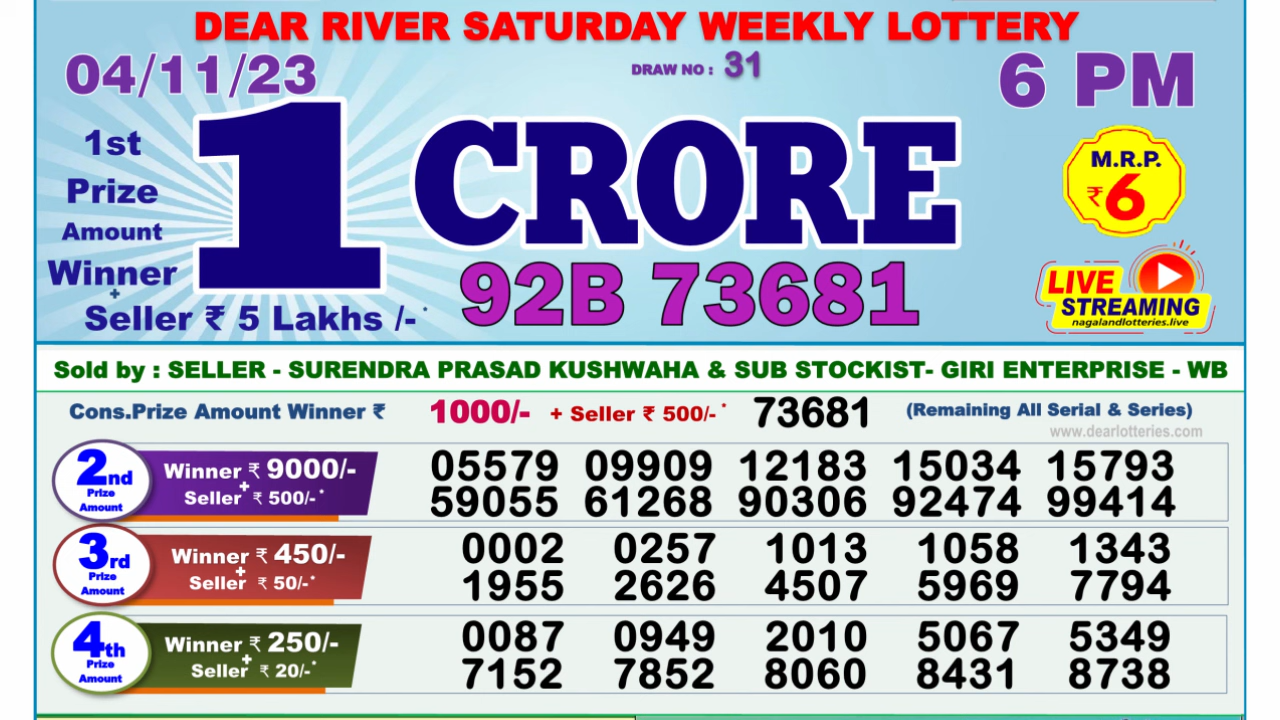 DEAR RIVER SATURDAY WEEKLY LOTTERY
04/11/23
DRAW NO : 31
6 PM
1st
Prize
Amount
Winner
+
Seller ₹ 5 Lakhs /-*
1 CRORE
92B 73681
M.R.P.
₹6
LIVE
STREAMING
nagalandlotteries.live
Sold by : SELLER - SURENDRA PRASAD KUSHWAHA & SUB STOCKIST- GIRI ENTERPRISE - WB
Cons.Prize Amount Winner ₹ 1000/- + Seller ₹ 500/-* 73681 (Remaining All Serial & Series)
www.dearlotteries.com
2nd
Prize
Amount
Winner ₹ 9000/-
+
Seller ₹ 500/-*
05579 09909 12183 15034 15793
59055 61268 90306 92474 99414
3rd
Prize
Amount
Winner ₹ 450/-
+
Seller ₹ 50/-*
0002 0257 1013 1058 1343
1955 2626 4507 5969 7794
4th
Prize
Amount
Winner ₹ 250/-
+
Seller ₹ 20/-*
0087 0949 2010 5067 5349
7152 7852 8060 8431 8738